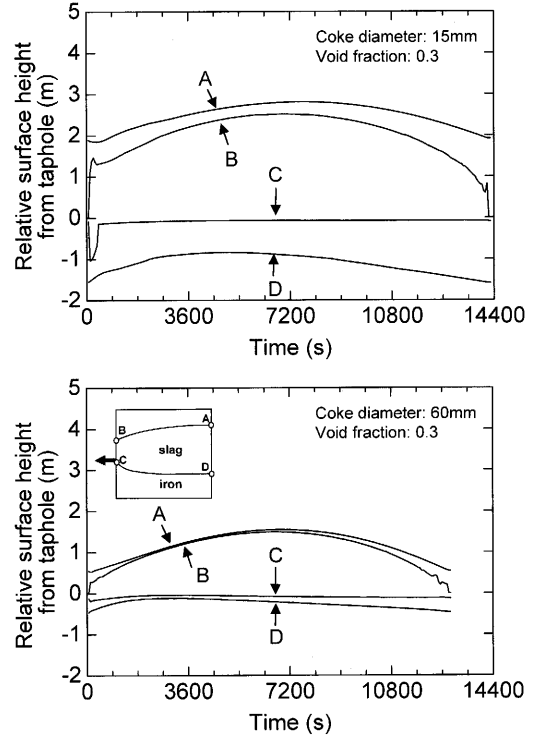 Coke diameter: 15mm
Void fraction: 0.3
Relative surface height
from taphole (m)
5
4
3
2
1
0
-1
-2
A
B
C
D
0 3600 7200 10800 14400
Time (s)
Coke diameter: 60mm
Void fraction: 0.3
Relative surface height
from taphole (m)
5
4
3
2
1
0
-1
-2
A
B
slag
C
D
iron
A
B
C
D
0 3600 7200 10800 14400
Time (s)